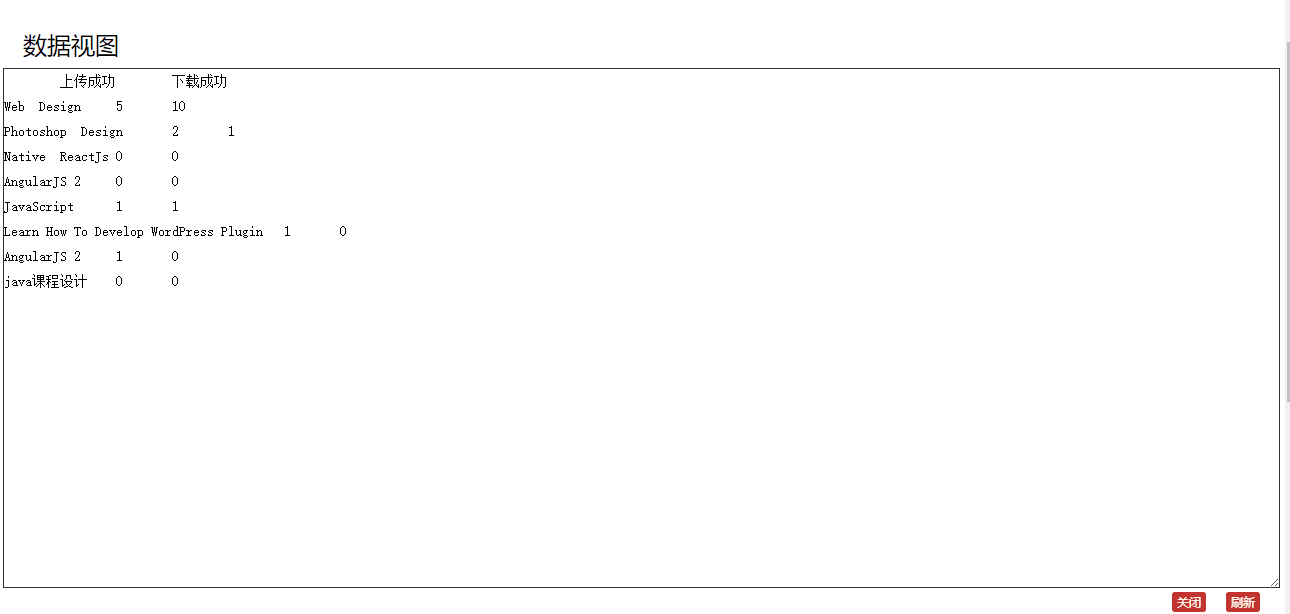 数据视图
上传成功 下载成功
Web Design 5 10
Photoshop Design 2 1
Native ReactJs 0 0
AngularJS 2 0 0
JavaScript 1 1
Learn How To Develop WordPress Plugin 1 0
AngularJS 2 1 0
java课程设计 0 0
关闭 刷新